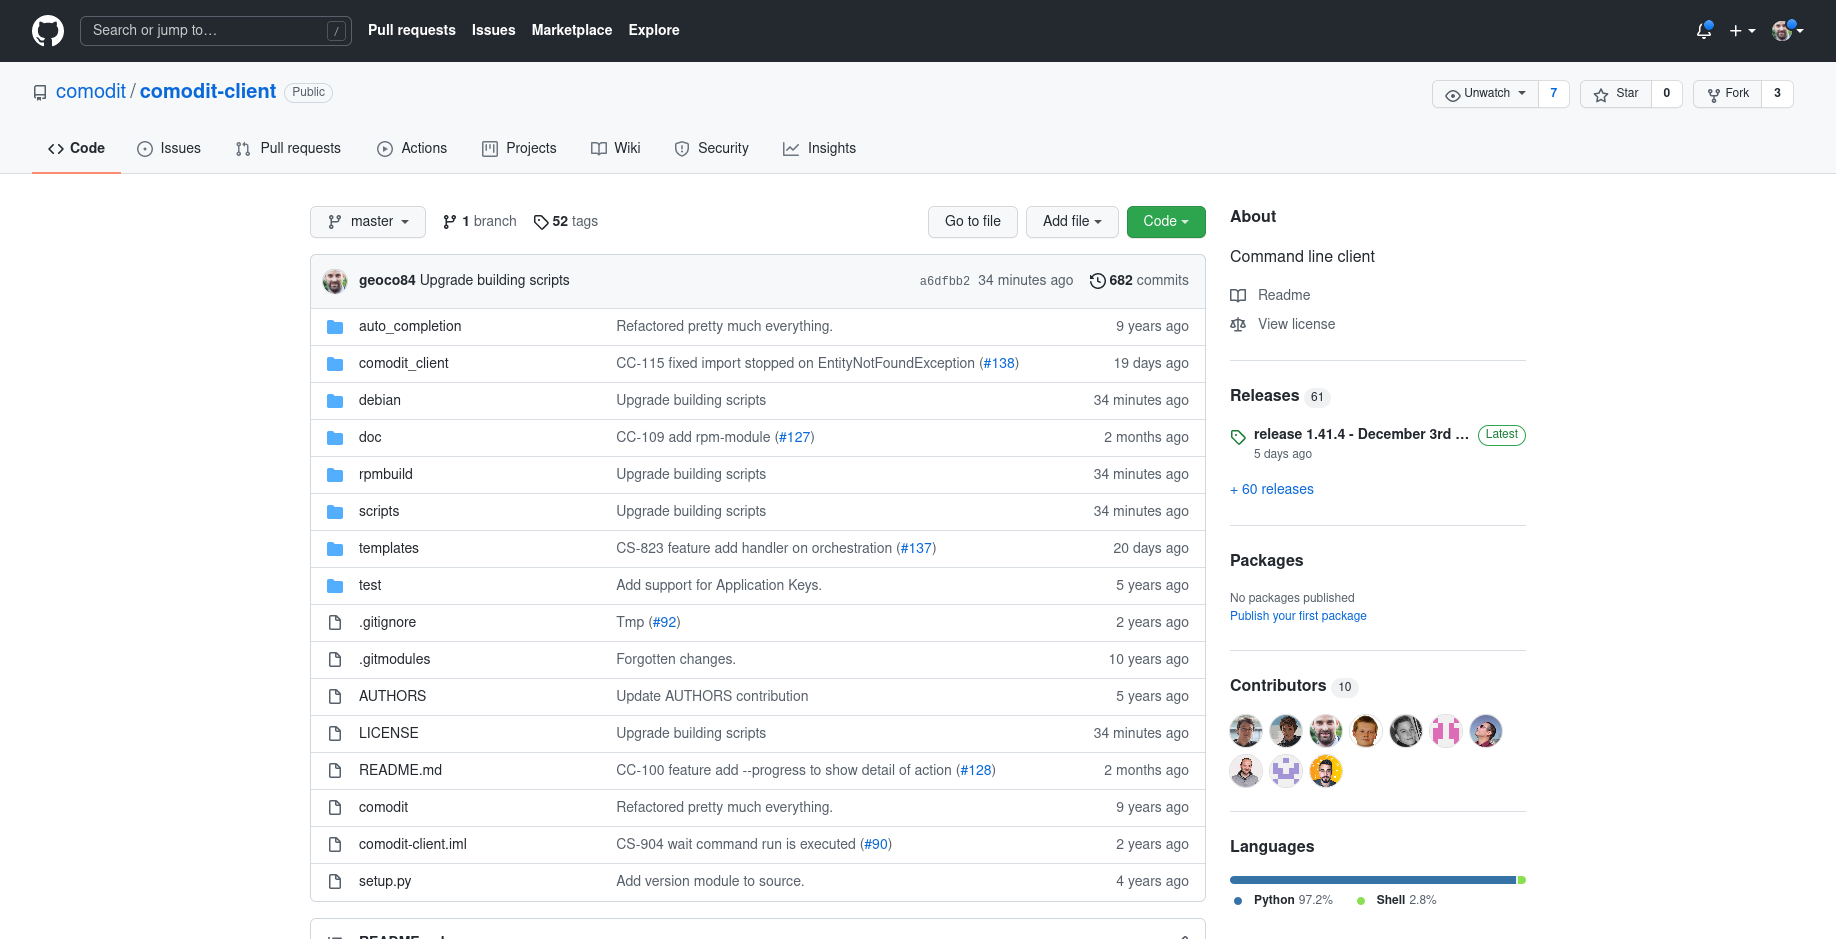 Search or jump to… / Pull requests Issues Marketplace Explore
comodit / comodit-client Public Unwatch 7 Star 0 Fork 3
Code Issues Pull requests Actions Projects Wiki Security Insights
master 1 branch 52 tags Go to file Add file Code
geoco84 Upgrade building scripts a6dfbb2 34 minutes ago 682 commits
auto_completion Refactored pretty much everything. 9 years ago
comodit_client CC-115 fixed import stopped on EntityNotFoundException (#138) 19 days ago
debian Upgrade building scripts 34 minutes ago
doc CC-109 add rpm-module (#127) 2 months ago
rpmbuild Upgrade building scripts 34 minutes ago
scripts Upgrade building scripts 34 minutes ago
templates CS-823 feature add handler on orchestration (#137) 20 days ago
test Add support for Application Keys. 5 years ago
.gitignore Tmp (#92) 2 years ago
.gitmodules Forgotten changes. 10 years ago
AUTHORS Update AUTHORS contribution 5 years ago
LICENSE Upgrade building scripts 34 minutes ago
README.md CC-100 feature add --progress to show detail of action (#128) 2 months ago
comodit Refactored pretty much everything. 9 years ago
comodit-client.iml CS-904 wait command run is executed (#90) 2 years ago
setup.py Add version module to source. 4 years ago
About
Command line client
Readme
View license
Releases 61
release 1.41.4 - December 3rd ... Latest
5 days ago
+ 60 releases
Packages
No packages published
Publish your first package
Contributors 10
Languages
Python 97.2% Shell 2.8%